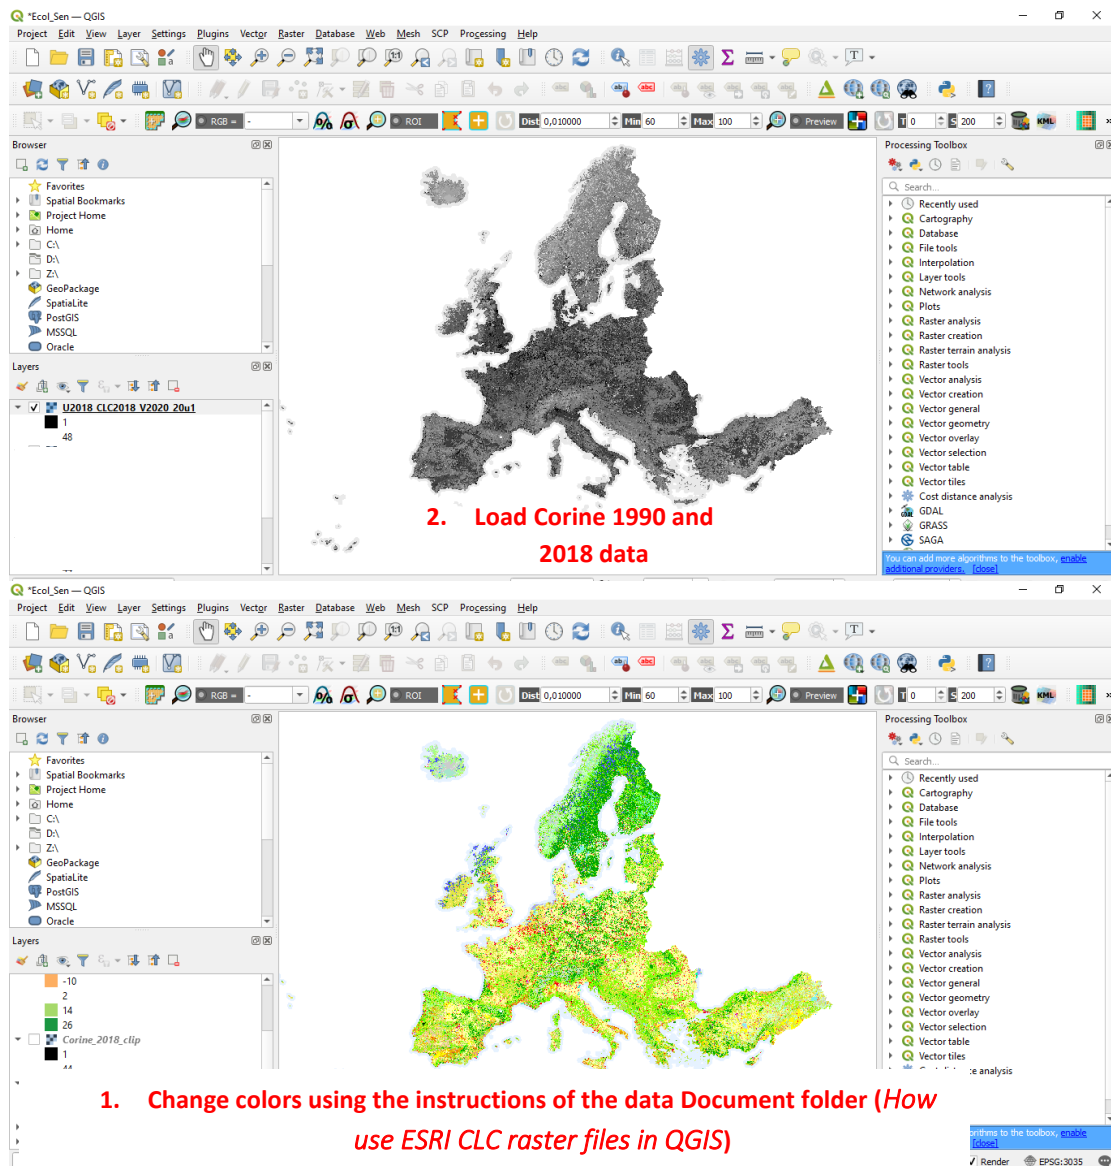 *Ecol_Sen — QGIS
Project Edit View Layer Settings Plugins Vector Raster Database Web Mesh SCP Processing Help
RGB = - ROI Dist 0,010000 Min 60 Max 100 Preview T 0 S 200 KML »
Browser
Favorites
Spatial Bookmarks
Project Home
Home
C:\
D:\
Z:\
GeoPackage
SpatiaLite
PostGIS
MSSQL
Oracle
Layers
U2018_CLC2018_V2020_20u1
1
48
Processing Toolbox
Search...
Recently used
Cartography
Database
File tools
Interpolation
Layer tools
Network analysis
Plots
Raster analysis
Raster creation
Raster terrain analysis
Raster tools
Vector analysis
Vector creation
Vector general
Vector geometry
Vector overlay
Vector selection
Vector table
Vector tiles
Cost distance analysis
GDAL
GRASS
SAGA
You can add more algorithms to the toolbox, enable
additional providers. [close]
2. Load Corine 1990 and
2018 data
*Ecol_Sen — QGIS
Project Edit View Layer Settings Plugins Vector Raster Database Web Mesh SCP Processing Help
RGB = - ROI Dist 0,010000 Min 60 Max 100 Preview T 0 S 200 KML »
Browser
Favorites
Spatial Bookmarks
Project Home
Home
C:\
D:\
Z:\
GeoPackage
SpatiaLite
PostGIS
MSSQL
Oracle
Layers
-10
2
14
26
Corine_2018_clip
1
Processing Toolbox
Search...
Recently used
Cartography
Database
File tools
Interpolation
Layer tools
Network analysis
Plots
Raster analysis
Raster creation
Raster terrain analysis
Raster tools
Vector analysis
Vector creation
Vector general
Vector geometry
Vector overlay
Vector selection
Vector table
Vector tiles
analysis
1. Change colors using the instructions of the data Document folder (How
use ESRI CLC raster files in QGIS)
enable
[close]
Render EPSG:3035